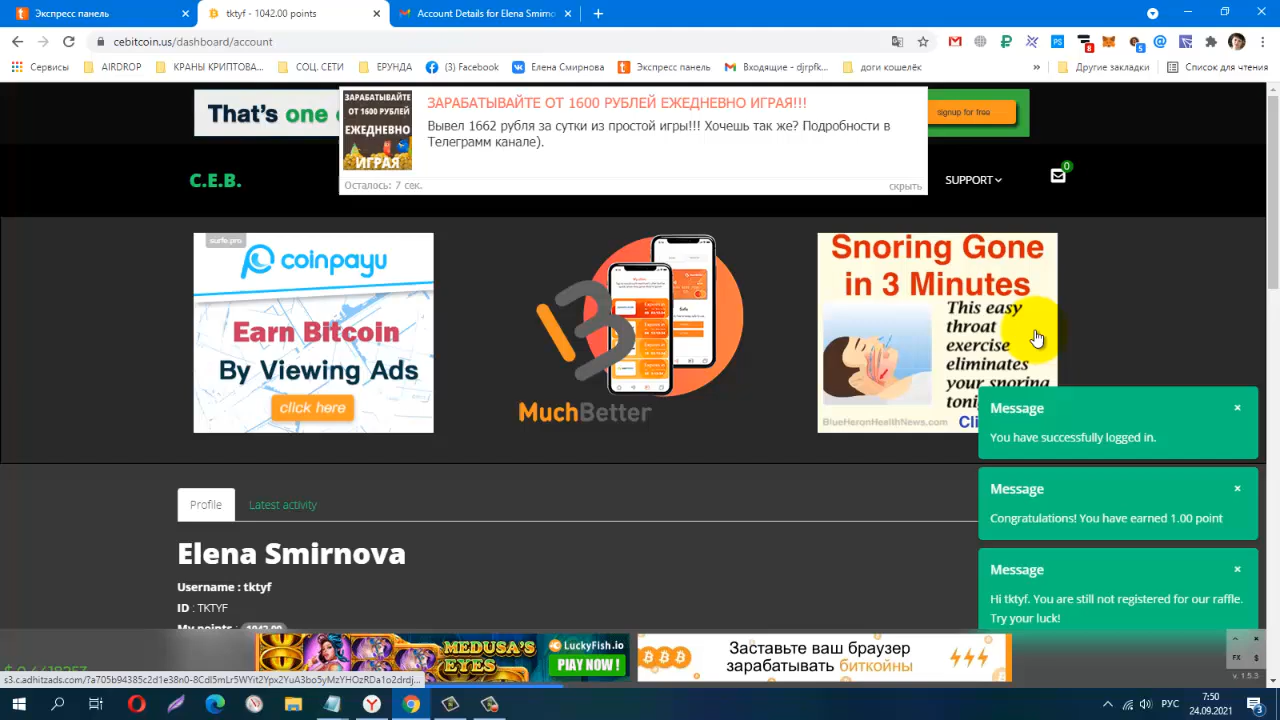 Экспресс панель
tktyf - 1042.00 points
Account Details for Elena Smirno
cebitcoin.us/dashboard/account
8
5
Сервисы
AIRDROP
КРАНЫ КРИПТОВА...
СОЦ. СЕТИ
ЕРУНДА
(3) Facebook
Елена Смирнова
Экспресс панель
Входящие - djrpfk...
доги кошелёк
»
Другие закладки
Список для чтения
That's one
signup for free
ЗАРАБАТЫВАЙТЕ
ОТ 1600 РУБЛЕЙ
ЕЖЕДНЕВНО
ИГРАЯ
ЗАРАБАТЫВАЙТЕ ОТ 1600 РУБЛЕЙ ЕЖЕДНЕВНО ИГРАЯ!!!
Вывел 1662 рубля за сутки из простой игры!!! Хочешь так же? Подробности в
Телеграмм канале).
Осталось: 7 сек.
скрыть
C.E.B.
SUPPORT
0
surfe.pro
coinpayu
Earn Bitcoin
By Viewing Ads
click here
MuchBetter
Snoring Gone
in 3 Minutes
This easy
throat
exercise
eliminates
your snoring
BlueHeronHealthNews.com
Message
You have successfully logged in.
Message
Congratulations! You have earned 1.00 point
Message
Hi tktyf. You are still not registered for our raffle.
Try your luck!
Profile
Latest activity
Elena Smirnova
Username : tktyf
ID : TKTYF
My points : 1042.00
MEDUSA'S
EYES
LuckyFish.io
PLAY NOW!
Заставьте ваш браузер
зарабатывать биткойны
FX
$
v. 1.5.3
РУС
7:50
24.09.2021
3